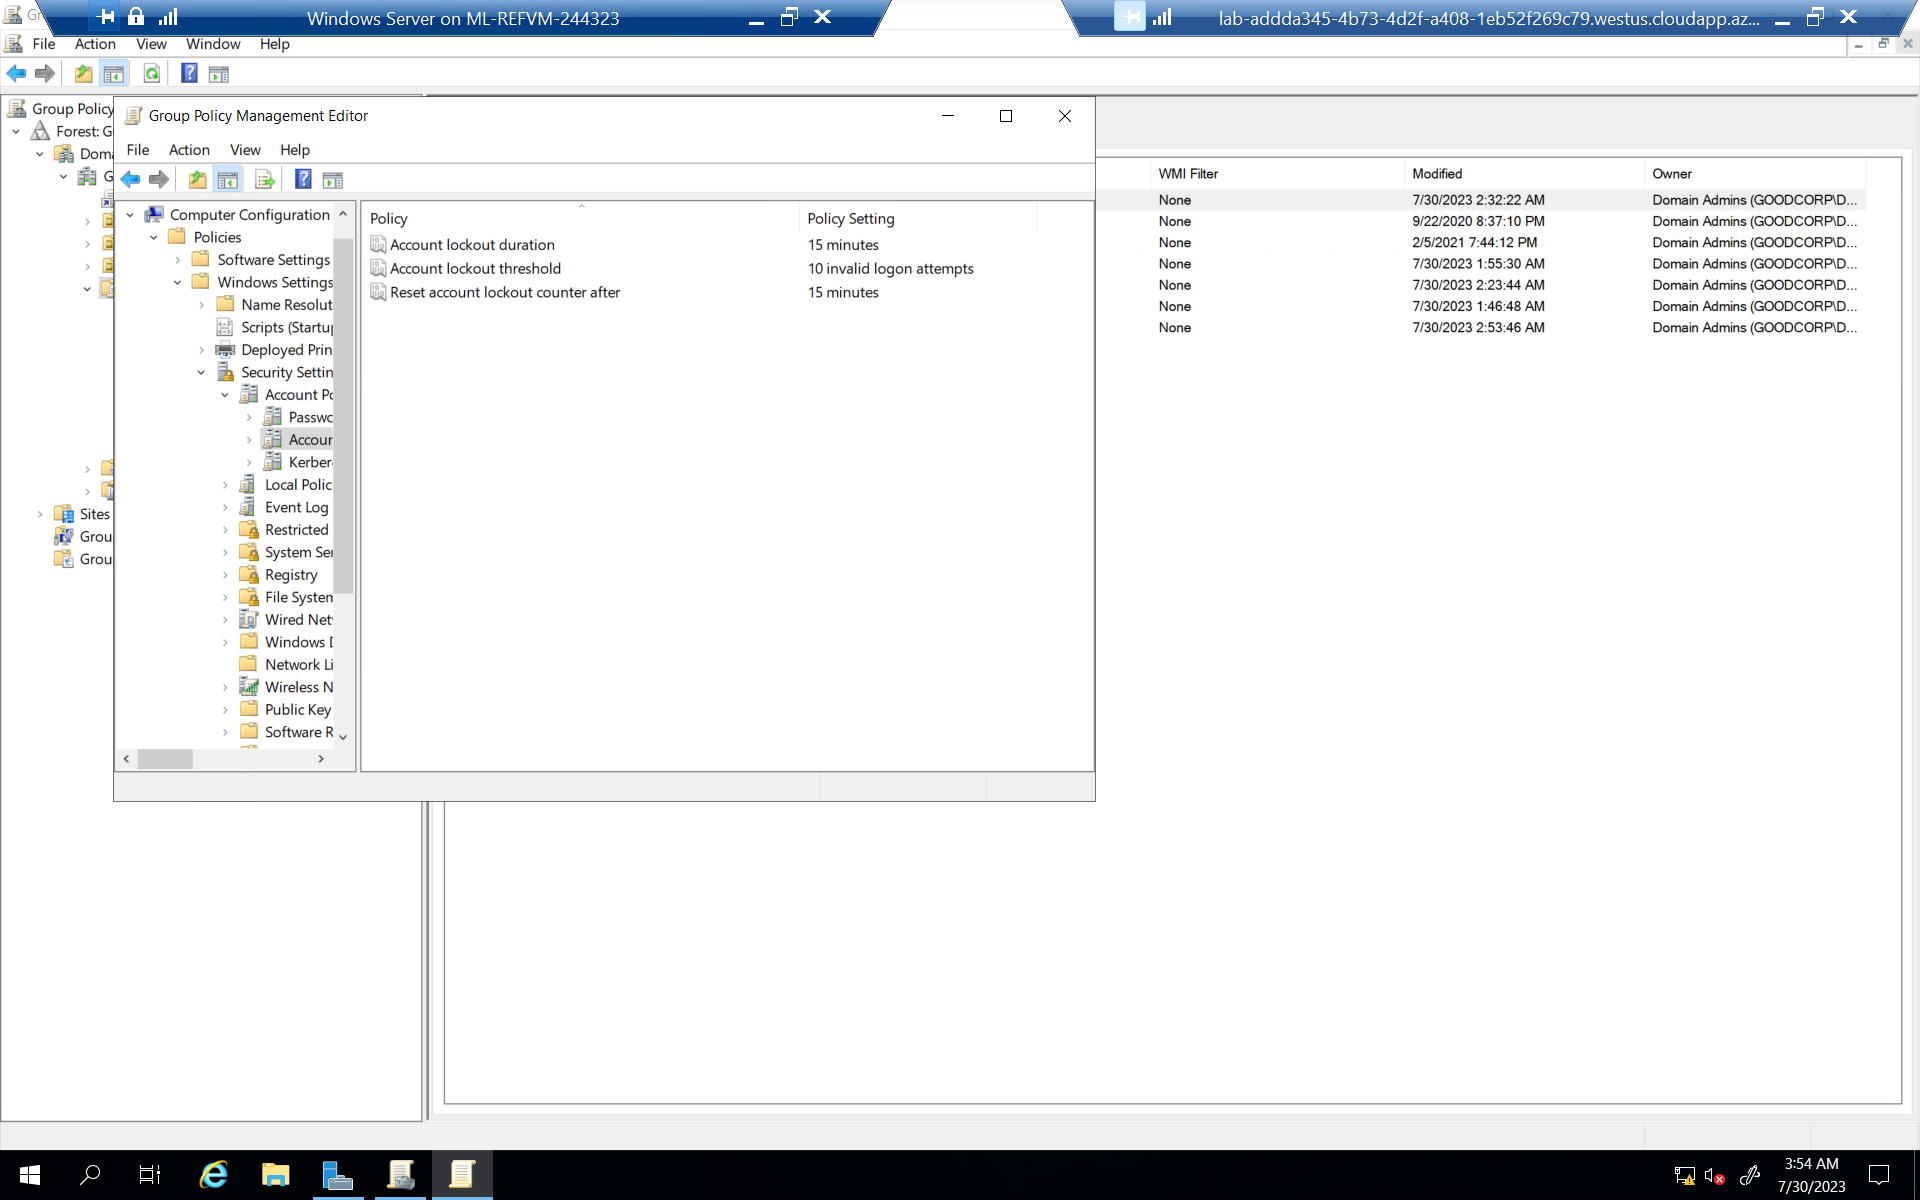 Windows Server on ML-REFVM-244323
lab-addda345-4b73-4d2f-a408-1eb52f269c79.westus.cloudapp.az...
File Action View Window Help
Group Policy
Forest: G
Doma
G
Sites
Grou
Grou
Group Policy Management Editor
File Action View Help
Computer Configuration
Policies
Software Settings
Windows Settings
Name Resolut
Scripts (Startu
Deployed Prin
Security Settin
Account Po
Passwo
Accour
Kerber
Local Polic
Event Log
Restricted
System Ser
Registry
File System
Wired Net
Windows D
Network Li
Wireless N
Public Key
Software R
Policy Policy Setting
Account lockout duration 15 minutes
Account lockout threshold 10 invalid logon attempts
Reset account lockout counter after 15 minutes
WMI Filter Modified Owner
None 7/30/2023 2:32:22 AM Domain Admins (GOODCORP\D...
None 9/22/2020 8:37:10 PM Domain Admins (GOODCORP\D...
None 2/5/2021 7:44:12 PM Domain Admins (GOODCORP\D...
None 7/30/2023 1:55:30 AM Domain Admins (GOODCORP\D...
None 7/30/2023 2:23:44 AM Domain Admins (GOODCORP\D...
None 7/30/2023 1:46:48 AM Domain Admins (GOODCORP\D...
None 7/30/2023 2:53:46 AM Domain Admins (GOODCORP\D...
3:54 AM
7/30/2023